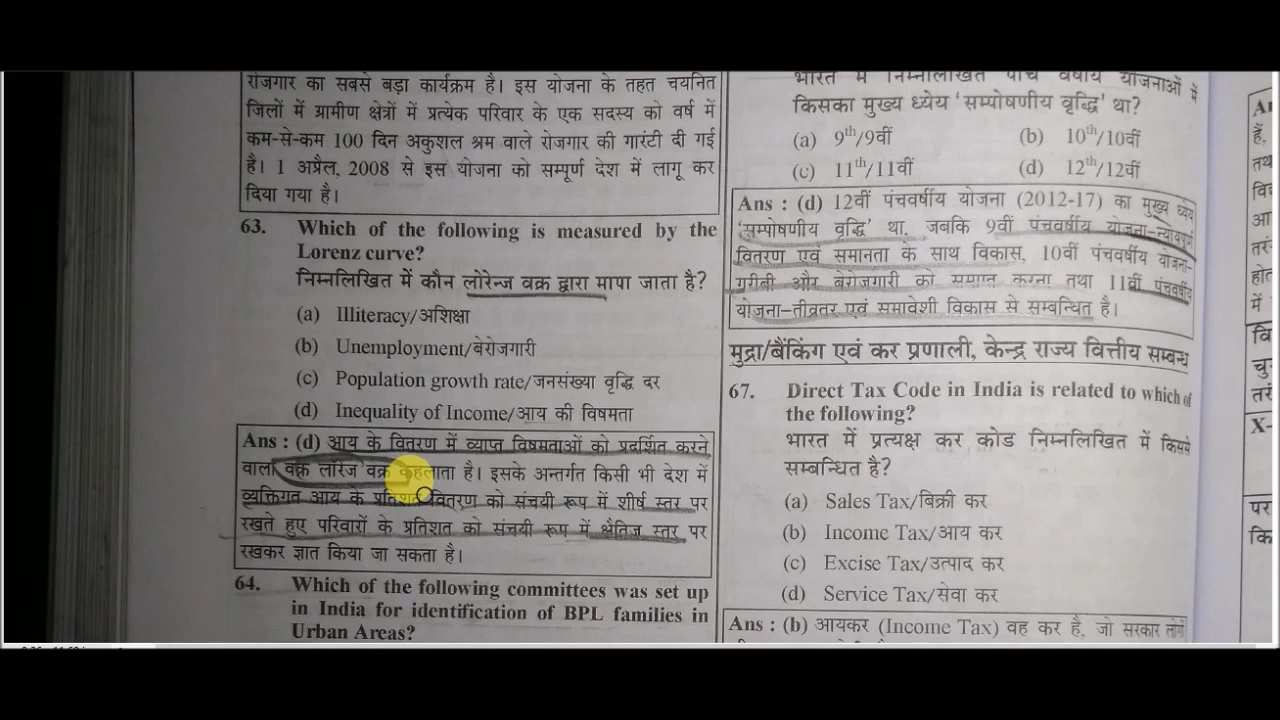 रोजगार का सबसे बड़ा कार्यक्रम है। इस योजना के तहत चयनित
जिलों में ग्रामीण क्षेत्रों में प्रत्येक परिवार के एक सदस्य को वर्ष में
कम-से-कम 100 दिन अकुशल श्रम वाले रोजगार की गारंटी दी गई
है। 1 अप्रैल, 2008 से इस योजना को सम्पूर्ण देश में लागू कर
दिया गया है।
63. Which of the following is measured by the
Lorenz curve?
निम्नलिखित में कौन लोरेन्ज वक्र द्वारा मापा जाता है?
(a) Illiteracy/अशिक्षा
(b) Unemployment/बेरोजगारी
(c) Population growth rate/जनसंख्या वृद्धि दर
(d) Inequality of Income/आय की विषमता
Ans : (d) आय के वितरण में व्याप्त विषमताओं को प्रदर्शित करने
वाला वक्र लॉरेंज वक्र कहलाता है। इसके अन्तर्गत किसी भी देश में
व्यक्तिगत आय के प्रतिशत वितरण को संचयी रूप में शीर्ष स्तर पर
रखते हुए परिवारों के प्रतिशत को संचयी रूप में क्षैतिज स्तर पर
रखकर ज्ञात किया जा सकता है।
64. Which of the following committees was set up
in India for identification of BPL families in
Urban Areas?
भारत में निम्नलिखित पांच वर्षीय योजनाओं में
किसका मुख्य ध्येय 'सम्पोषणीय वृद्धि' था?
(a) 9th/9वीं (b) 10th/10वीं
(c) 11th/11वीं (d) 12th/12वीं
Ans : (d) 12वीं पंचवर्षीय योजना (2012-17) का मुख्य ध्येय
'सम्पोषणीय वृद्धि' था. जबकि 9वीं पंचवर्षीय योजना–न्यायपूर्ण
वितरण एवं समानता के साथ विकास, 10वीं पंचवर्षीय योजना-
गरीबी और बेरोजगारी को समाप्त करना तथा 11वीं पंचवर्षीय
योजना–तीव्रतर एवं समावेशी विकास से सम्बन्धित है।
मुद्रा/बैंकिंग एवं कर प्रणाली, केन्द्र राज्य वित्तीय सम्बन्ध
67. Direct Tax Code in India is related to which of
the following?
भारत में प्रत्यक्ष कर कोड निम्नलिखित में किससे
सम्बन्धित है?
(a) Sales Tax/बिक्री कर
(b) Income Tax/आय कर
(c) Excise Tax/उत्पाद कर
(d) Service Tax/सेवा कर
Ans : (b) आयकर (Income Tax) वह कर है, जो सरकार लोगों